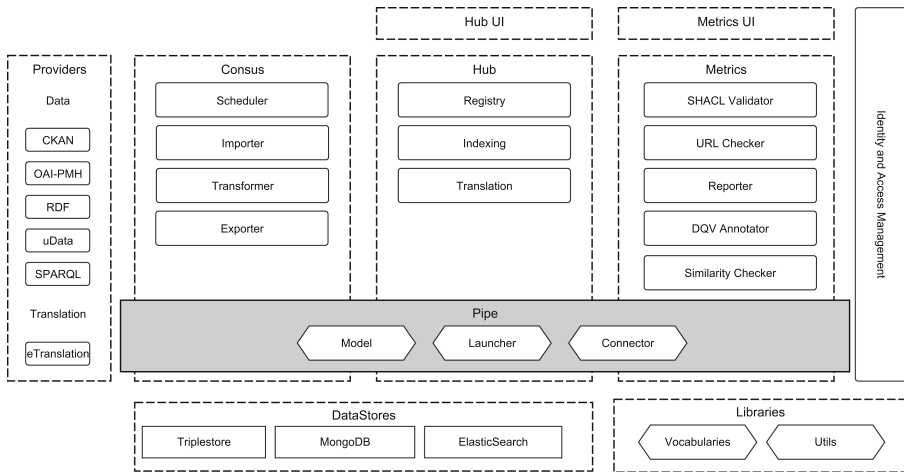 Hub UI
Metrics UI
Providers
Data
CKAN
OAI-PMH
RDF
uData
SPARQL
Translation
eTranslation
Consus
Scheduler
Importer
Transformer
Exporter
Hub
Registry
Indexing
Translation
Metrics
SHACL Validator
URL Checker
Reporter
DQV Annotator
Similarity Checker
Identity and Access Management
Pipe
Model
Launcher
Connector
DataStores
Triplestore
MongoDB
ElasticSearch
Libraries
Vocabularies
Utils